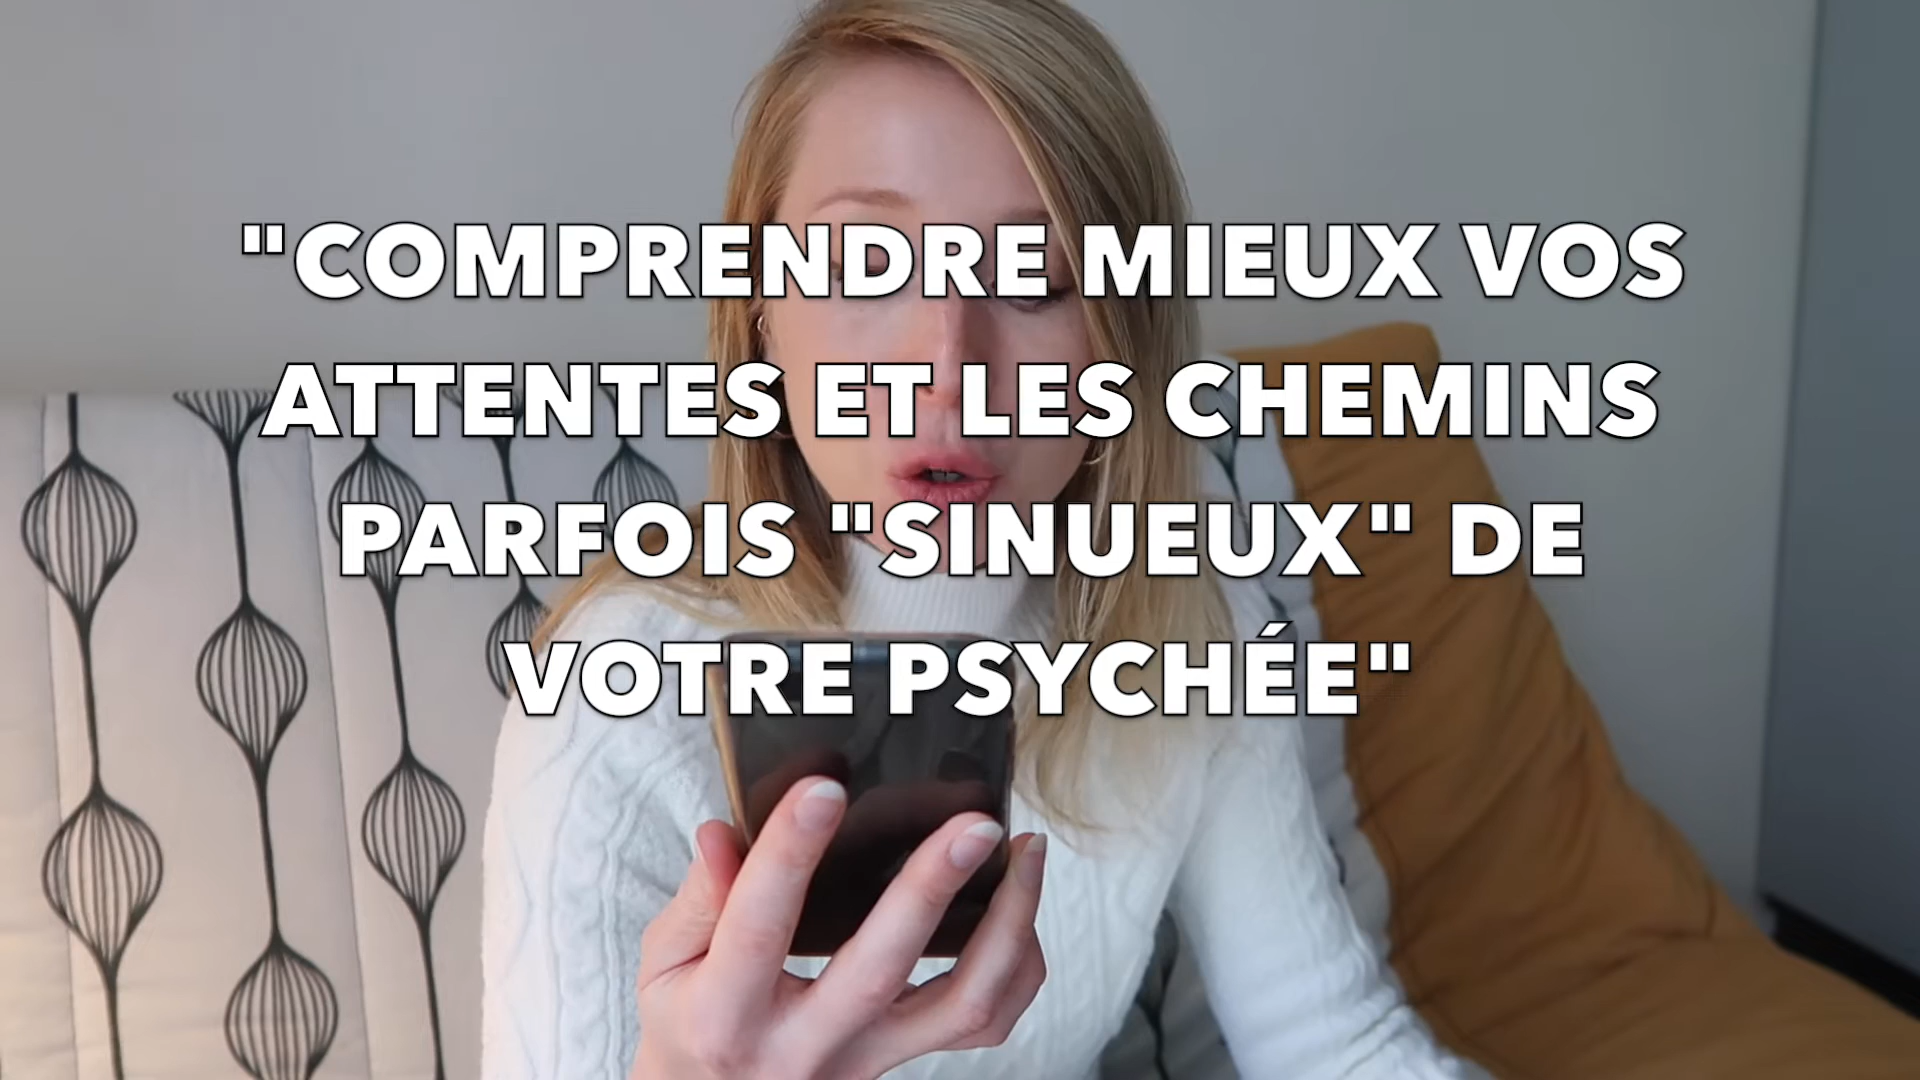 "COMPRENDRE MIEUX VOS
ATTENTES ET LES CHEMINS
PARFOIS "SINUEUX" DE
VOTRE PSYCHÉE"